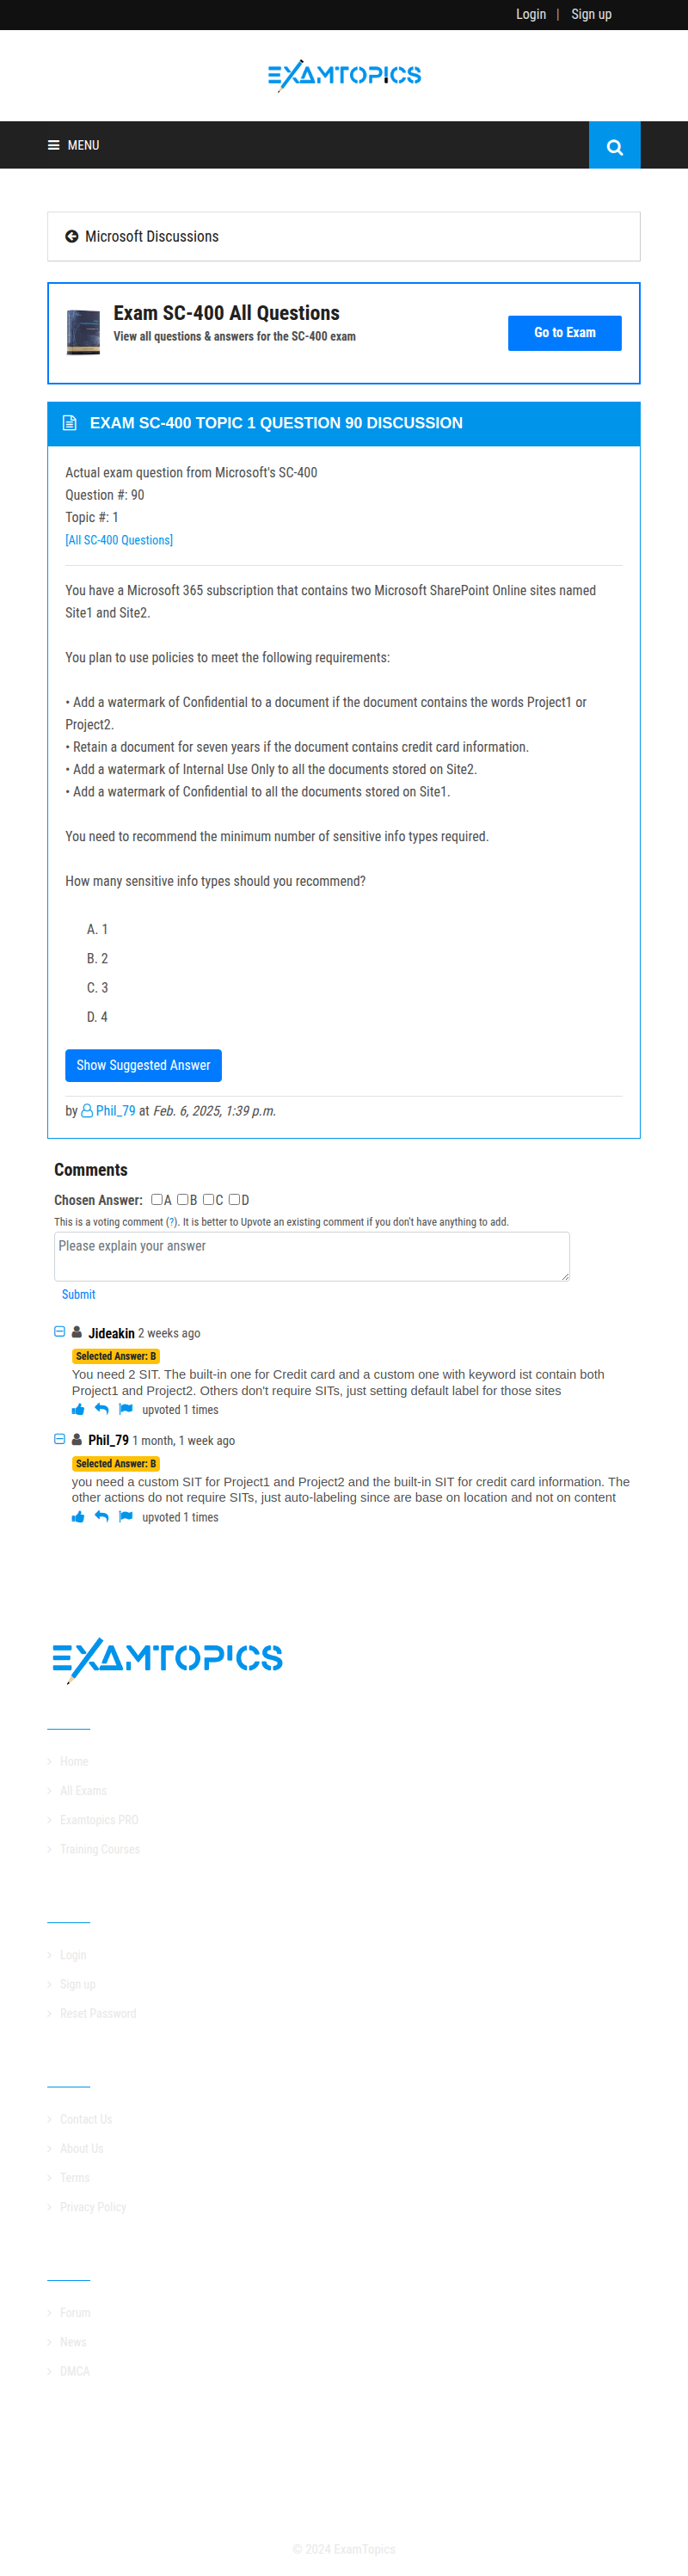 Login | Sign up
EXAMTOPICS
MENU
Microsoft Discussions
Exam SC-400 All Questions
View all questions & answers for the SC-400 exam
Go to Exam
EXAM SC-400 TOPIC 1 QUESTION 90 DISCUSSION
Actual exam question from Microsoft's SC-400
Question #: 90
Topic #: 1
[All SC-400 Questions]
You have a Microsoft 365 subscription that contains two Microsoft SharePoint Online sites named
Site1 and Site2.
You plan to use policies to meet the following requirements:
• Add a watermark of Confidential to a document if the document contains the words Project1 or
Project2.
• Retain a document for seven years if the document contains credit card information.
• Add a watermark of Internal Use Only to all the documents stored on Site2.
• Add a watermark of Confidential to all the documents stored on Site1.
You need to recommend the minimum number of sensitive info types required.
How many sensitive info types should you recommend?
A. 1
B. 2
C. 3
D. 4
Show Suggested Answer
by Phil_79 at Feb. 6, 2025, 1:39 p.m.
Comments
Chosen Answer: A B C D
This is a voting comment (?). It is better to Upvote an existing comment if you don't have anything to add.
Please explain your answer
Submit
Jideakin 2 weeks ago
Selected Answer: B
You need 2 SIT. The built-in one for Credit card and a custom one with keyword ist contain both
Project1 and Project2. Others don't require SITs, just setting default label for those sites
upvoted 1 times
Phil_79 1 month, 1 week ago
Selected Answer: B
you need a custom SIT for Project1 and Project2 and the built-in SIT for credit card information. The
other actions do not require SITs, just auto-labeling since are base on location and not on content
upvoted 1 times
EXAMTOPICS
Home
All Exams
Examtopics PRO
Training Courses
Login
Sign up
Reset Password
Contact Us
About Us
Terms
Privacy Policy
Forum
News
DMCA
© 2024 ExamTopics